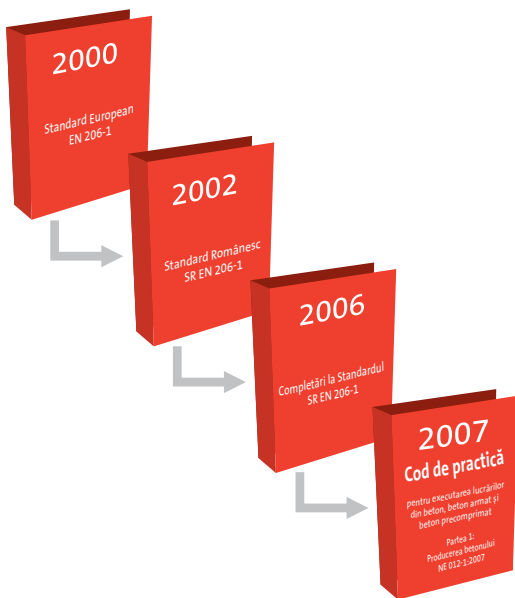 2000
Standard European
EN 206-1
2002
Standard Românesc
SR EN 206-1
2006
Completări la Standardul
SR EN 206-1
2007
Cod de practică
pentru executarea lucrărilor
din beton, beton armat și
beton precomprimat
Partea 1:
Producerea betonului
NE 012-1:2007